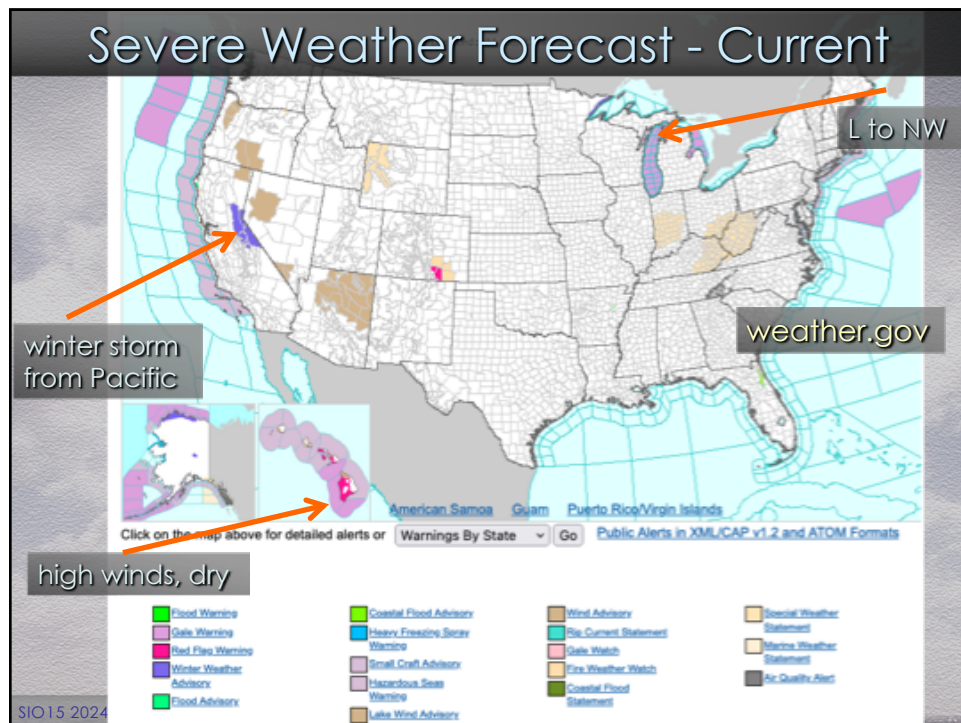 Severe Weather Forecast - Current
L to NW
winter storm
from Pacific
weather.gov
American Samoa Guam Puerto Rico/Virgin Islands
Click on the map above for detailed alerts or Warnings By State Go Public Alerts in XML/CAP v1.2 and ATOM Formats
high winds, dry
Flood Warning
Gale Warning
Red Flag Warning
Winter Weather
Advisory
Flood Advisory
Coastal Flood Advisory
Heavy Freezing Spray
Warning
Small Craft Advisory
Hazardous Seas
Warning
Lake Wind Advisory
Wind Advisory
Rip Current Statement
Gale Watch
Fire Weather Watch
Coastal Flood
Statement
Special Weather
Statement
Marine Weather
Statement
Air Quality Alert
SIO15 2024